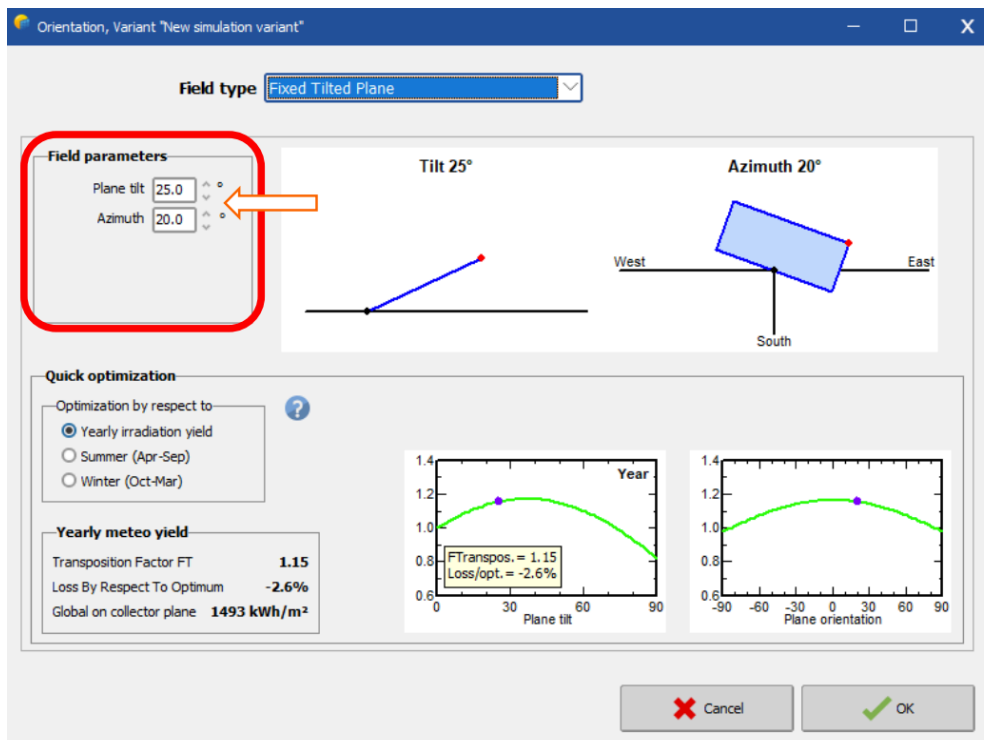 Orientation, Variant "New simulation variant"
Field type Fixed Tilted Plane
Field parameters
Plane tilt 25.0 °
Azimuth 20.0 °
Tilt 25°
Azimuth 20°
West
East
South
Quick optimization
Optimization by respect to
Yearly irradiation yield
Summer (Apr-Sep)
Winter (Oct-Mar)
Yearly meteo yield
Transposition Factor FT 1.15
Loss By Respect To Optimum -2.6%
Global on collector plane 1493 kWh/m²
Year
1.4
1.2
1.0
0.8
0.6
FTranspos. = 1.15
Loss/opt. = -2.6%
0 30 60 90
Plane tilt
1.4
1.2
1.0
0.8
0.6
-90 -60 -30 0 30 60 90
Plane orientation
Cancel
OK